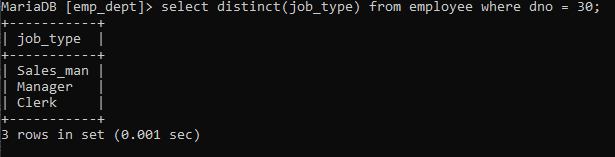 MariaDB [emp_dept]> select distinct(job_type) from employee where dno = 30;
+-----------+
| job_type  |
+-----------+
| Sales_man |
| Manager   |
| Clerk     |
+-----------+
3 rows in set (0.001 sec)